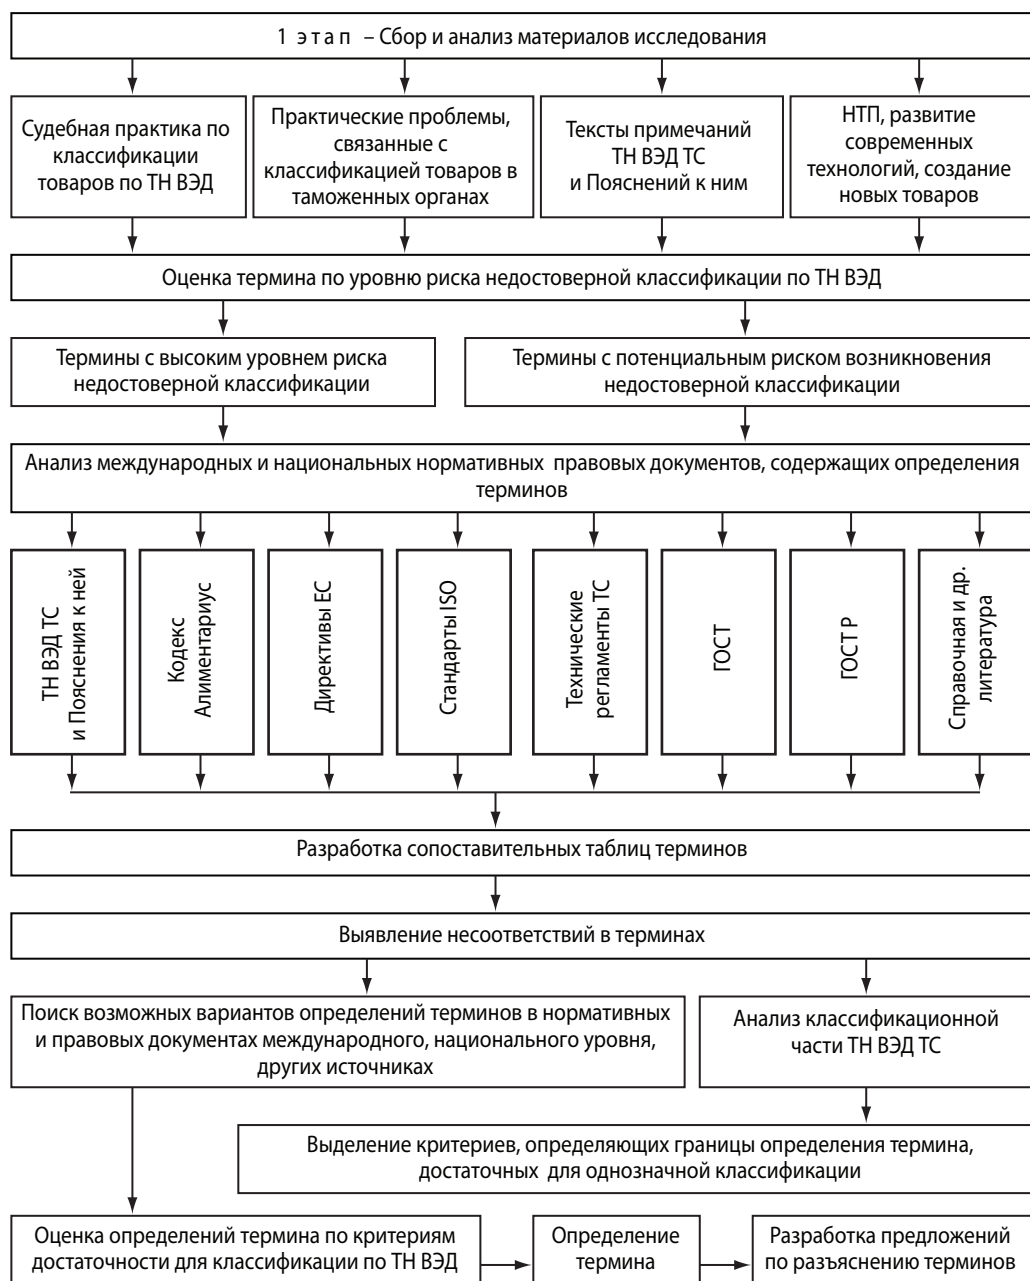 1 этап – Сбор и анализ материалов исследования
Судебная практика по
классификации
товаров по ТН ВЭД
Практические проблемы,
связанные с
классификацией товаров в
таможенных органах
Тексты примечаний
ТН ВЭД ТС
и Пояснений к ним
НТП, развитие
современных
технологий, создание
новых товаров
Оценка термина по уровню риска недостоверной классификации по ТН ВЭД
Термины с высоким уровнем риска
недостоверной классификации
Термины с потенциальным риском возникновения
недостоверной классификации
Анализ международных и национальных нормативных правовых документов, содержащих определения
терминов
ТН ВЭД ТС
и Пояснения к ней
Кодекс
Алиментариус
Директивы ЕС
Стандарты ISO
Технические
регламенты ТС
ГОСТ
ГОСТ Р
Справочная и др.
литература
Разработка сопоставительных таблиц терминов
Выявление несоответствий в терминах
Поиск возможных вариантов определений терминов в нормативных
и правовых документах международного, национального уровня,
других источниках
Анализ классификационной
части ТН ВЭД ТС
Выделение критериев, определяющих границы определения термина,
достаточных для однозначной классификации
Оценка определений термина по критериям
достаточности для классификации по ТН ВЭД
Определение
термина
Разработка предложений
по разъяснению терминов